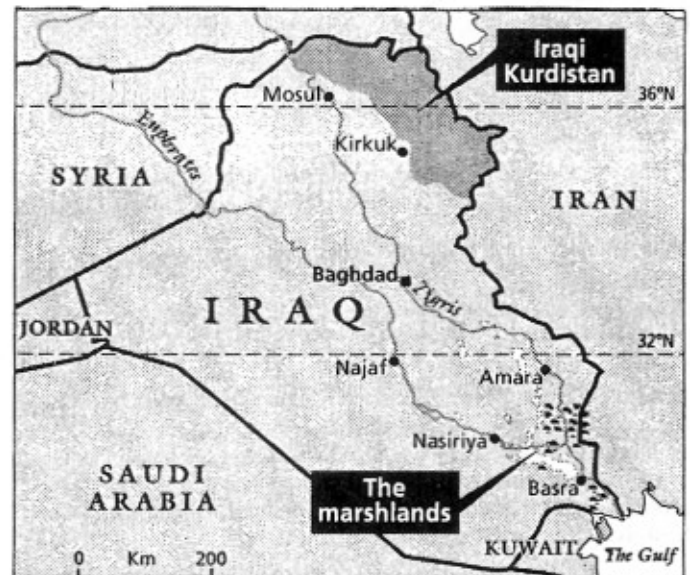 Iraqi
Kurdistan
Mosul
36°N
Kirkuk
Euphrates
SYRIA
IRAN
Baghdad
Tigris
IRAQ
JORDAN
32°N
Najaf
Amara
Nasiriya
SAUDI
ARABIA
The
marshlands
Basra
KUWAIT
The Gulf
0 Km 200